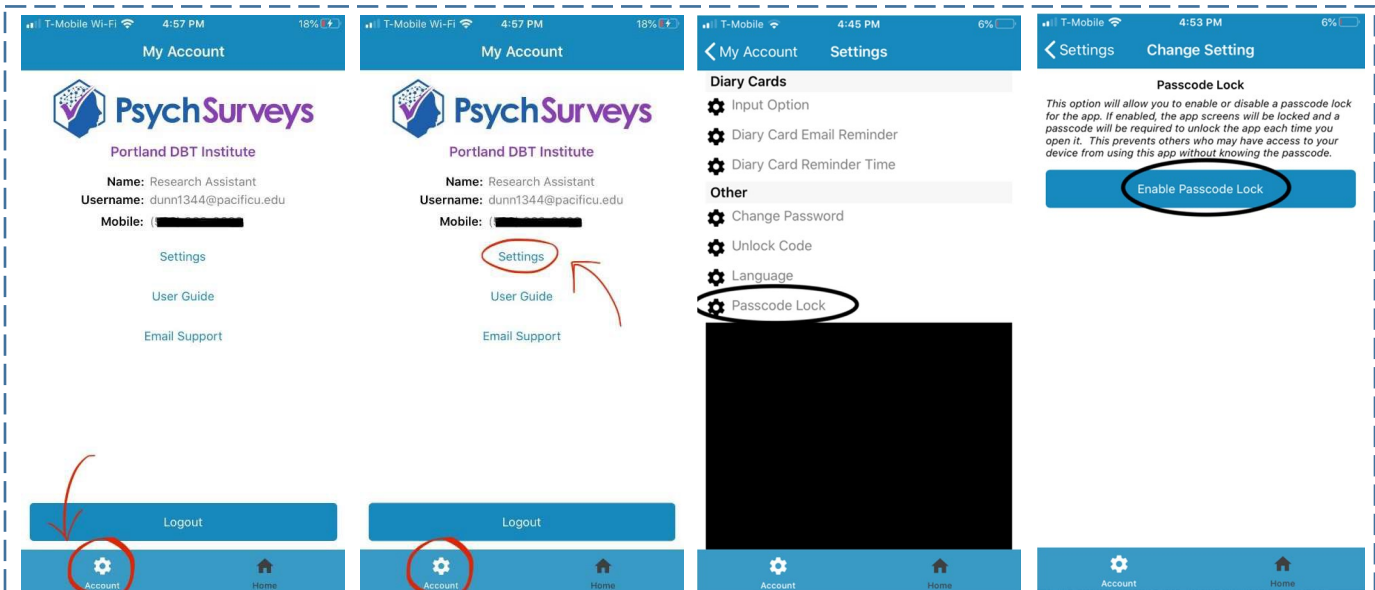 T-Mobile Wi-Fi 4:57 PM 18%
My Account
PsychSurveys
Portland DBT Institute
Name: Research Assistant
Username: dunn1344@pacificu.edu
Mobile: (
Settings
User Guide
Email Support
Logout
Account Home
T-Mobile Wi-Fi 4:57 PM 18%
My Account
PsychSurveys
Portland DBT Institute
Name: Research Assistant
Username: dunn1344@pacificu.edu
Mobile: (
Settings
User Guide
Email Support
Logout
Account Home
T-Mobile 4:45 PM 6%
My Account Settings
Diary Cards
Input Option
Diary Card Email Reminder
Diary Card Reminder Time
Other
Change Password
Unlock Code
Language
Passcode Lock
Account Home
T-Mobile 4:53 PM 6%
Settings Change Setting
Passcode Lock
This option will allow you to enable or disable a passcode lock
for the app. If enabled, the app screens will be locked and a
passcode will be required to unlock the app each time you
open it. This prevents others who may have access to your
device from using this app without knowing the passcode.
Enable Passcode Lock
Account Home